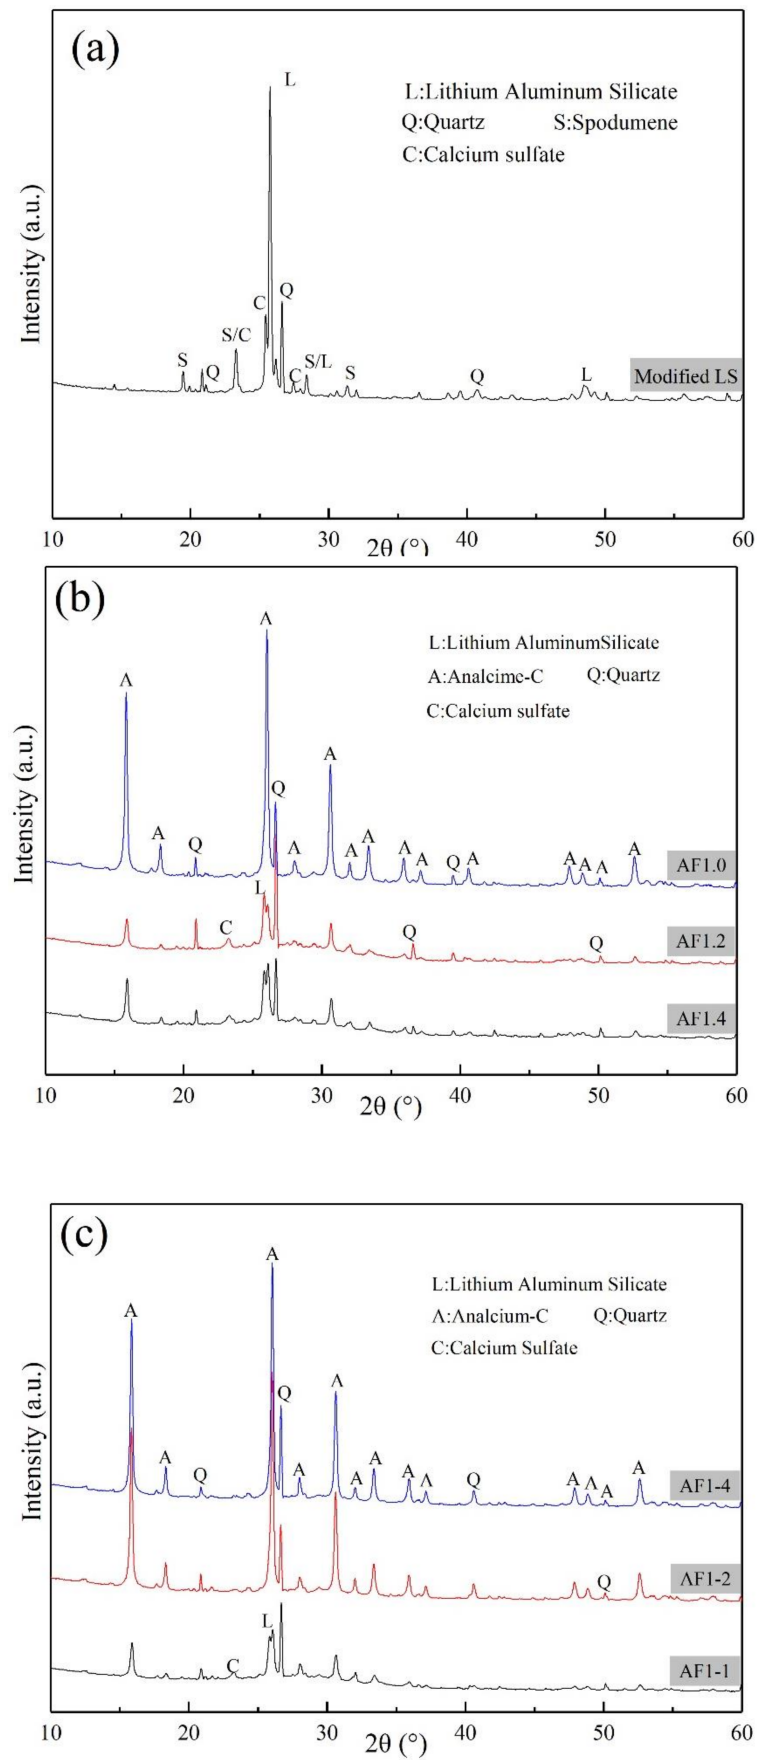 (a)
L
L:Lithium Aluminum Silicate
Q:Quartz S:Spodumene
C:Calcium sulfate
Intensity (a.u.)
C Q
S/C
S Q C S/L S Q L
Modified LS
10 20 30 40 50 60
2θ (°)
(b)
A
L:Lithium AluminumSilicate
A:Analcime-C Q:Quartz
C:Calcium sulfate
A
Intensity (a.u.)
A
Q
A Q A A A A A Q A A A A A
AF1.0
L
C Q Q
AF1.2
AF1.4
10 20 30 40 50 60
2θ (°)
(c)
A
L:Lithium Aluminum Silicate
A:Analcium-C Q:Quartz
C:Calcium Sulfate
A
A
Q
Intensity (a.u.)
A Q A A A A A Q A A A A
AF1-4
Q
AF1-2
L
C
AF1-1
10 20 30 40 50 60
2θ (°)